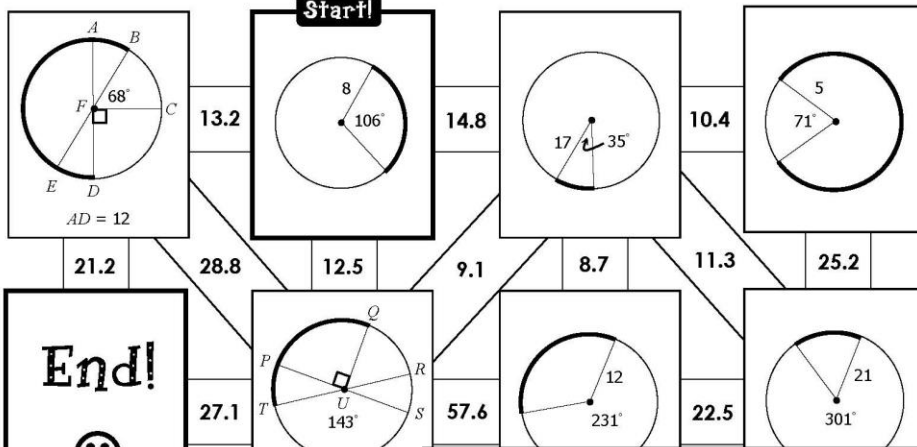 Start!
A
B
F
68°
C
E
D
AD = 12
13.2
8
106°
14.8
17
35°
10.4
5
71°
21.2
28.8
12.5
9.1
8.7
11.3
25.2
End!
27.1
Q
P
R
T
U
S
143°
57.6
12
231°
22.5
21
301°